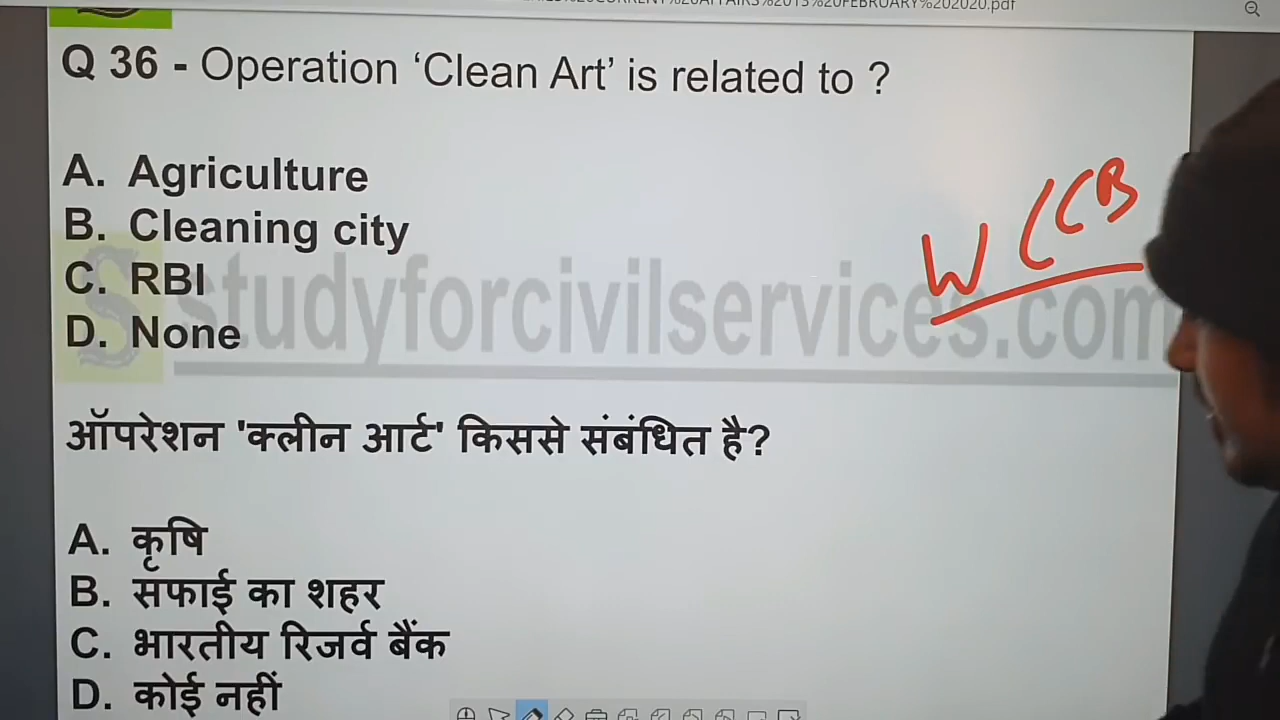 Q 36 - Operation ‘Clean Art’ is related to ?
A. Agriculture
B. Cleaning city
C. RBI
D. None
WCCB
studyforcivilservices.com
ऑपरेशन 'क्लीन आर्ट' किससे संबंधित है?
A. कृषि
B. सफाई का शहर
C. भारतीय रिजर्व बैंक
D. कोई नहीं